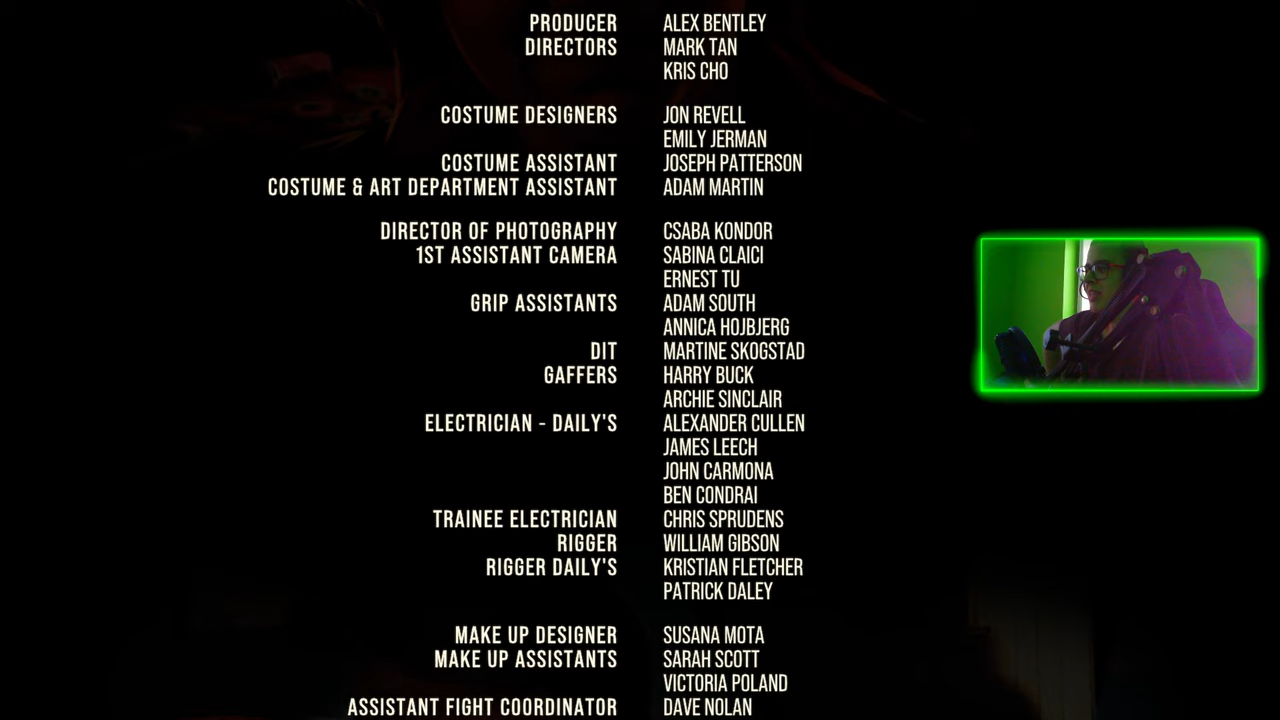 PRODUCER ALEX BENTLEY
DIRECTORS MARK TAN
KRIS CHO
COSTUME DESIGNERS JON REVELL
EMILY JERMAN
COSTUME ASSISTANT JOSEPH PATTERSON
COSTUME & ART DEPARTMENT ASSISTANT ADAM MARTIN
DIRECTOR OF PHOTOGRAPHY CSABA KONDOR
1ST ASSISTANT CAMERA SABINA CLAICI
ERNEST TU
GRIP ASSISTANTS ADAM SOUTH
ANNICA HOJBJERG
DIT MARTINE SKOGSTAD
GAFFERS HARRY BUCK
ARCHIE SINCLAIR
ELECTRICIAN - DAILY'S ALEXANDER CULLEN
JAMES LEECH
JOHN CARMONA
BEN CONDRAI
TRAINEE ELECTRICIAN CHRIS SPRUDENS
RIGGER WILLIAM GIBSON
RIGGER DAILY'S KRISTIAN FLETCHER
PATRICK DALEY
MAKE UP DESIGNER SUSANA MOTA
MAKE UP ASSISTANTS SARAH SCOTT
VICTORIA POLAND
ASSISTANT FIGHT COORDINATOR DAVE NOLAN